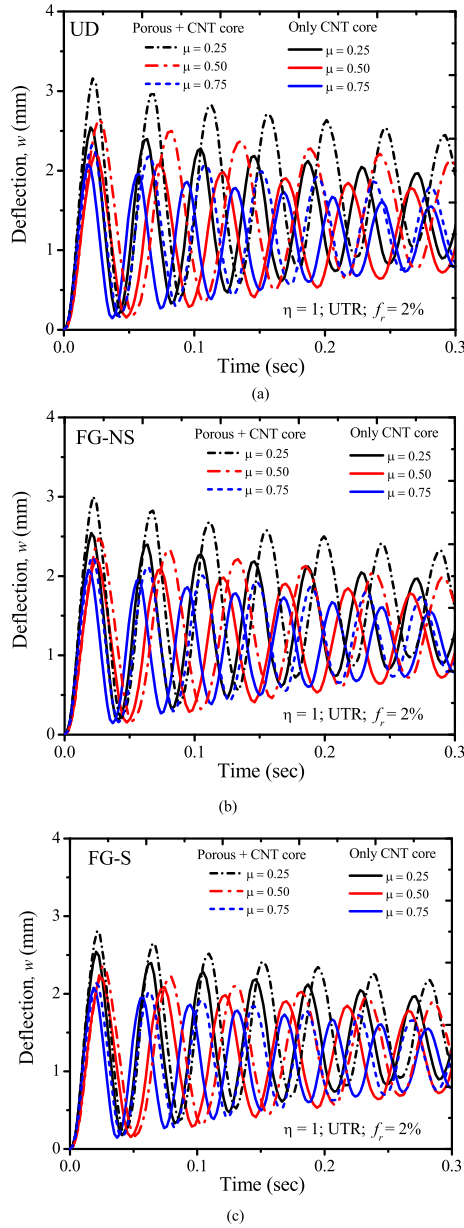 UD
Porous + CNT core Only CNT core
μ = 0.25 μ = 0.25
μ = 0.50 μ = 0.50
μ = 0.75 μ = 0.75
4
3
2
1
0
Deflection, w (mm)
η = 1; UTR; fr = 2%
0.0 0.1 0.2 0.3
Time (sec)
(a)
FG-NS
Porous + CNT core Only CNT core
μ = 0.25 μ = 0.25
μ = 0.50 μ = 0.50
μ = 0.75 μ = 0.75
4
3
2
1
0
Deflection, w (mm)
η = 1; UTR; fr = 2%
0.0 0.1 0.2 0.3
Time (sec)
(b)
FG-S
Porous + CNT core Only CNT core
μ = 0.25 μ = 0.25
μ = 0.50 μ = 0.50
μ = 0.75 μ = 0.75
4
3
2
1
0
Deflection, w (mm)
η = 1; UTR; fr = 2%
0.0 0.1 0.2 0.3
Time (sec)
(c)